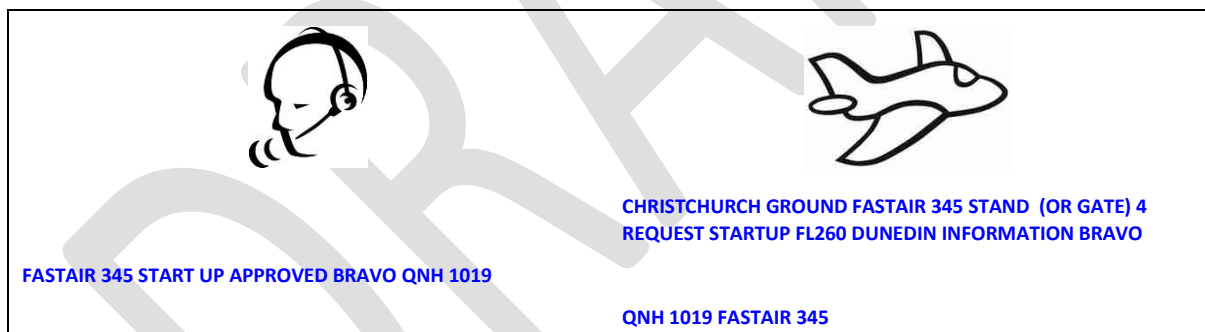 CHRISTCHURCH GROUND FASTAIR 345 STAND (OR GATE) 4
REQUEST STARTUP FL260 DUNEDIN INFORMATION BRAVO
FASTAIR 345 START UP APPROVED BRAVO QNH 1019
QNH 1019 FASTAIR 345